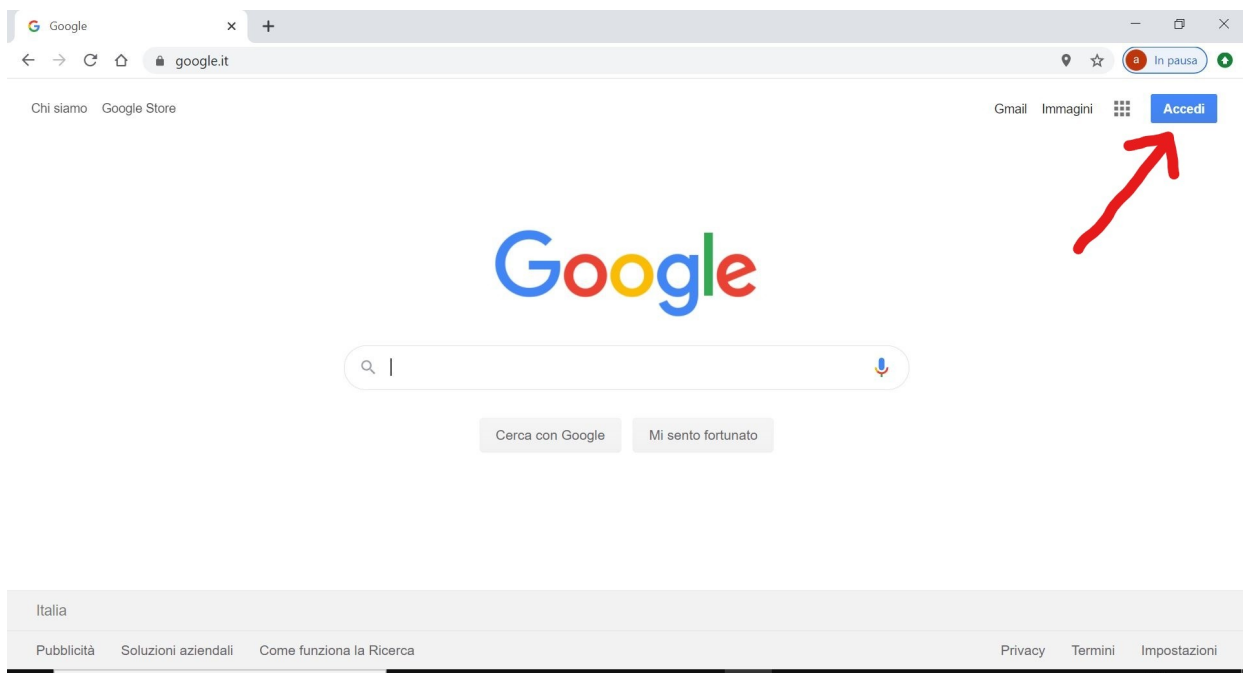 Google
google.it
a In pausa
Chi siamo Google Store
Gmail Immagini Accedi
Google
Cerca con Google Mi sento fortunato
Italia
Pubblicità Soluzioni aziendali Come funziona la Ricerca
Privacy Termini Impostazioni